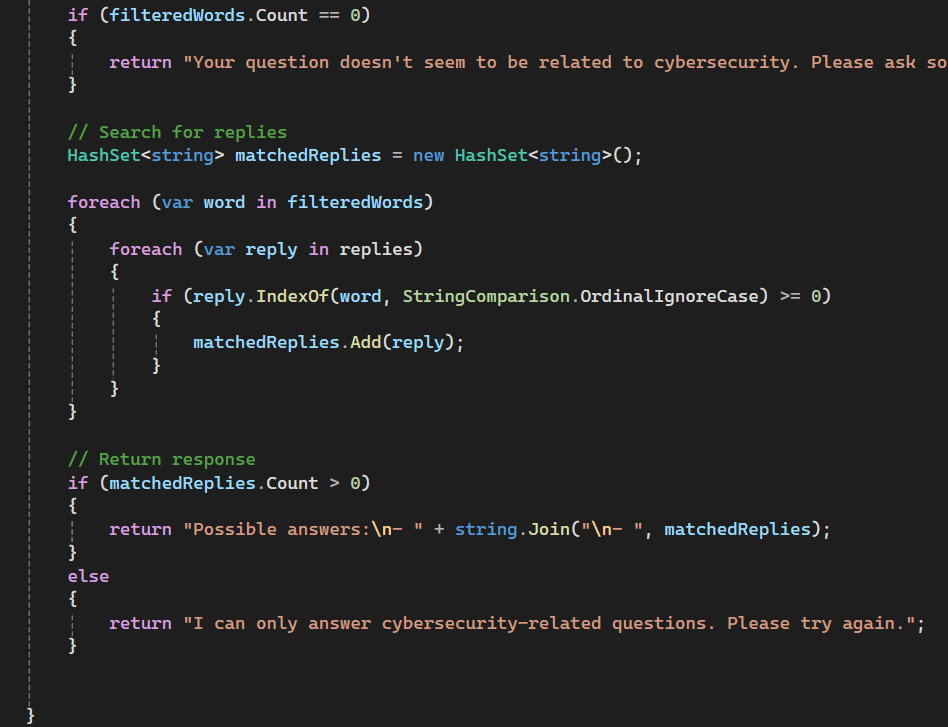 if (filteredWords.Count == 0)
{
return "Your question doesn't seem to be related to cybersecurity. Please ask so
}
// Search for replies
HashSet<string> matchedReplies = new HashSet<string>();
foreach (var word in filteredWords)
{
foreach (var reply in replies)
{
if (reply.IndexOf(word, StringComparison.OrdinalIgnoreCase) >= 0)
{
matchedReplies.Add(reply);
}
}
}
// Return response
if (matchedReplies.Count > 0)
{
return "Possible answers:\n- " + string.Join("\n- ", matchedReplies);
}
else
{
return "I can only answer cybersecurity-related questions. Please try again.";
}
}